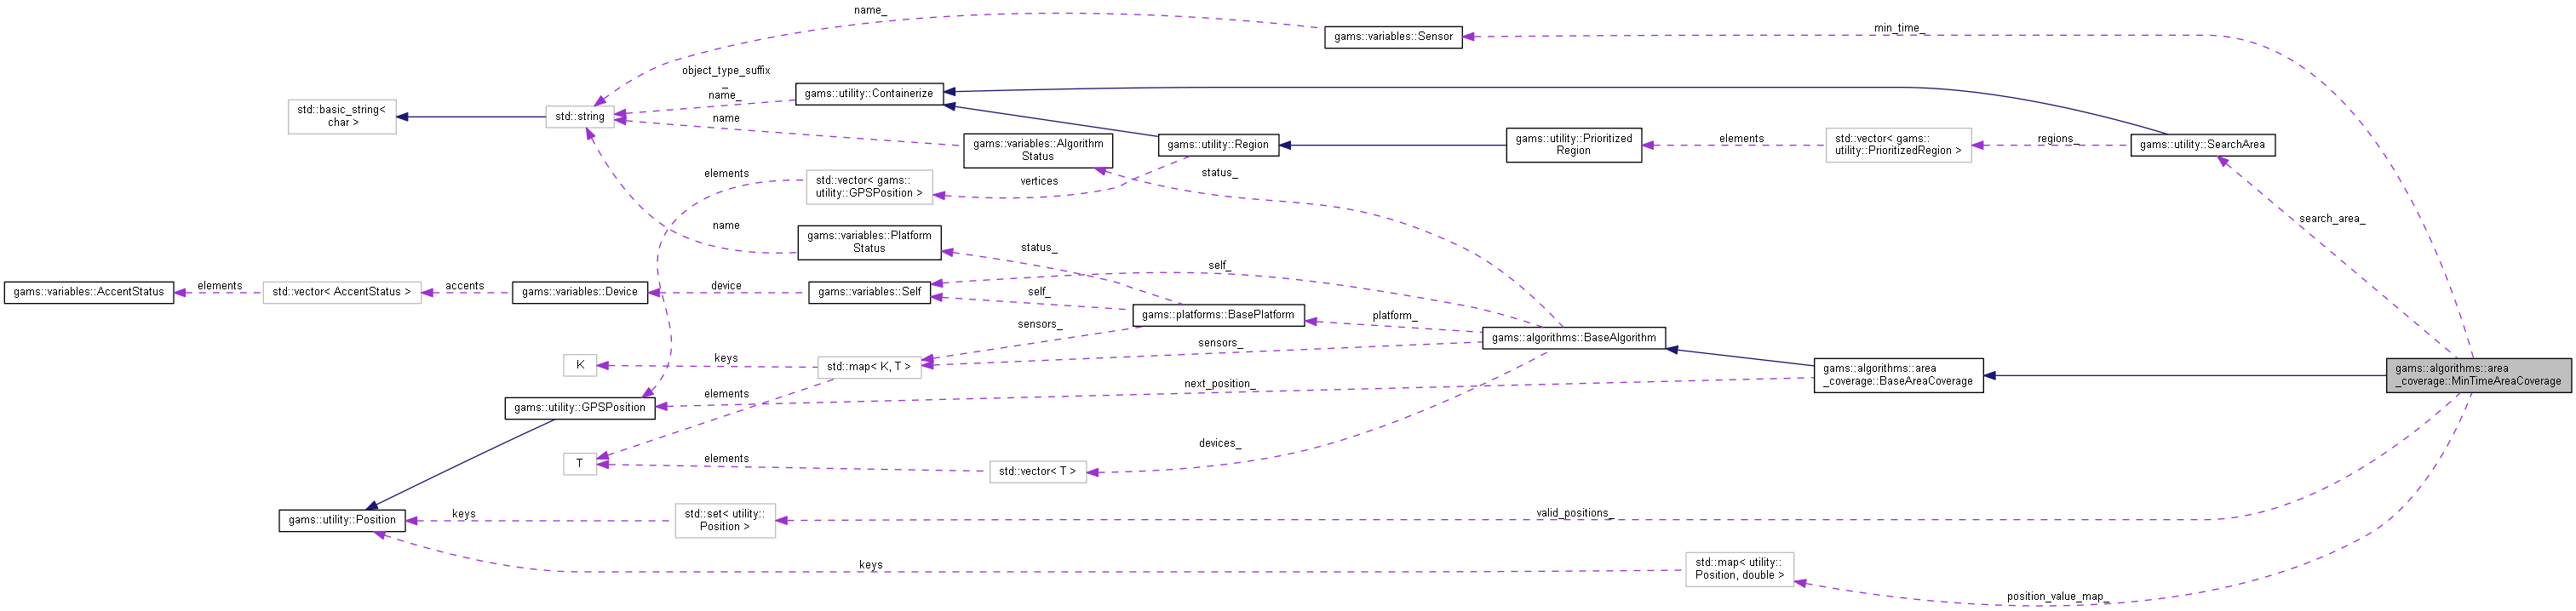 name_
gams::variables::Sensor
min_time_
object_type_suffix
_
name_
gams::utility::Containerize
std::basic_string<
char >
std::string
name
gams::variables::Algorithm
Status
gams::utility::Region
gams::utility::Prioritized
Region
elements
std::vector< gams::
utility::PrioritizedRegion >
regions_
gams::utility::SearchArea
elements
std::vector< gams::
utility::GPSPosition >
vertices
status_
search_area_
name
gams::variables::Platform
Status
status_
self_
gams::variables::AccentStatus
elements
std::vector< AccentStatus >
accents
gams::variables::Device
device
gams::variables::Self
self_
gams::platforms::BasePlatform
platform_
sensors_
gams::algorithms::BaseAlgorithm
sensors_
K
keys
std::map< K, T >
gams::algorithms::area
_coverage::BaseAreaCoverage
gams::algorithms::area
_coverage::MinTimeAreaCoverage
next_position_
elements
gams::utility::GPSPosition
devices_
T
elements
std::vector< T >
gams::utility::Position
keys
std::set< utility::
Position >
valid_positions_
keys
std::map< utility::
Position, double >
position_value_map_